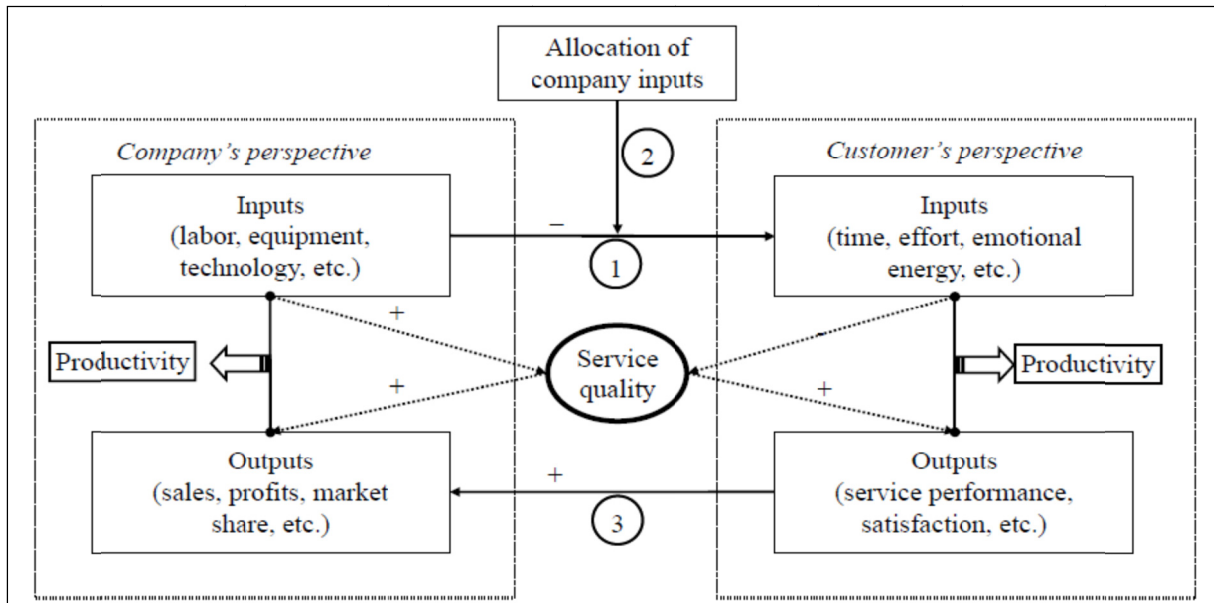 Allocation of
company inputs
Company's perspective
Customer's perspective
2
Inputs
(labor, equipment,
technology, etc.)
–
1
Inputs
(time, effort, emotional
energy, etc.)
+
-
Productivity
Service
quality
Productivity
+
+
Outputs
(sales, profits, market
share, etc.)
+
3
Outputs
(service performance,
satisfaction, etc.)